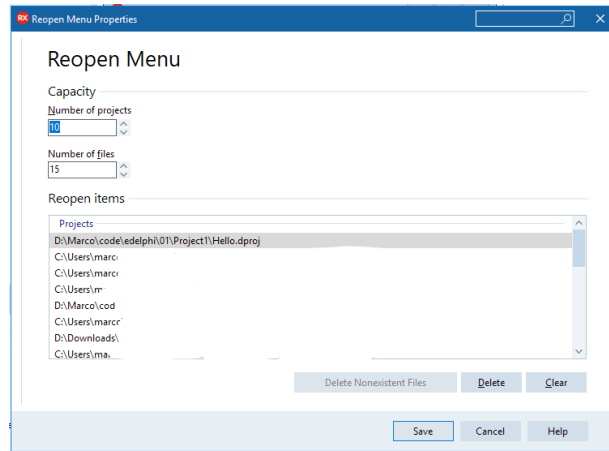 RX Reopen Menu Properties
Reopen Menu
Capacity
Number of projects
10
Number of files
15
Reopen items
Projects
D:\Marco\code\edelphi\01\Project1\Hello.dproj
C:\Users\marc
C:\Users\marc
C:\Users\m
D:\Marco\cod
C:\Users\marc
D:\Downloads\
C:\Users\ma
Delete Nonexistent Files Delete Clear
Save Cancel Help